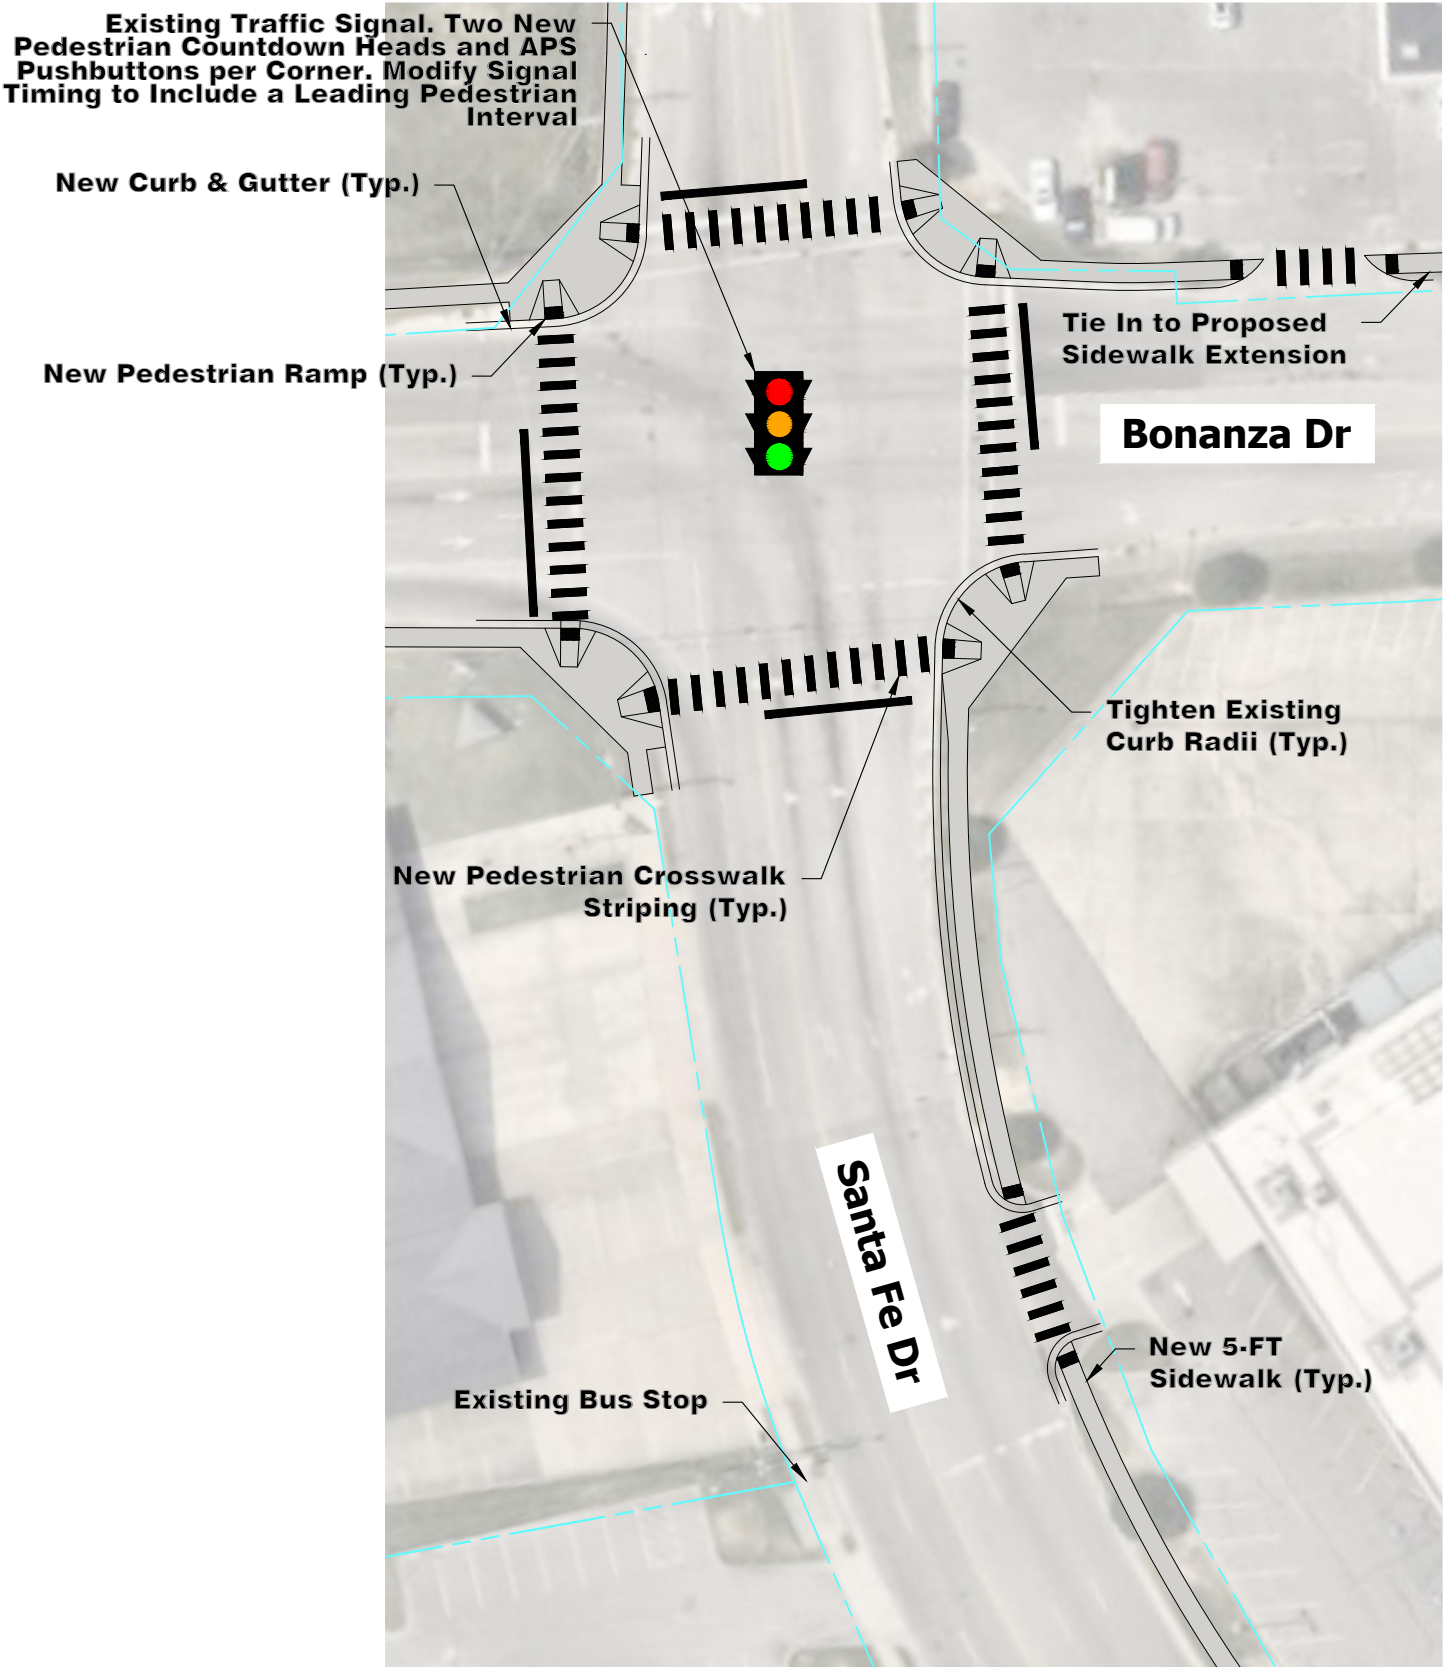 Existing Traffic Signal. Two New
Pedestrian Countdown Heads and APS
Pushbuttons per Corner. Modify Signal
Timing to Include a Leading Pedestrian
Interval
New Curb & Gutter (Typ.)
New Pedestrian Ramp (Typ.)
Tie In to Proposed
Sidewalk Extension
Bonanza Dr
Tighten Existing
Curb Radii (Typ.)
New Pedestrian Crosswalk
Striping (Typ.)
Santa Fe Dr
New 5-FT
Sidewalk (Typ.)
Existing Bus Stop